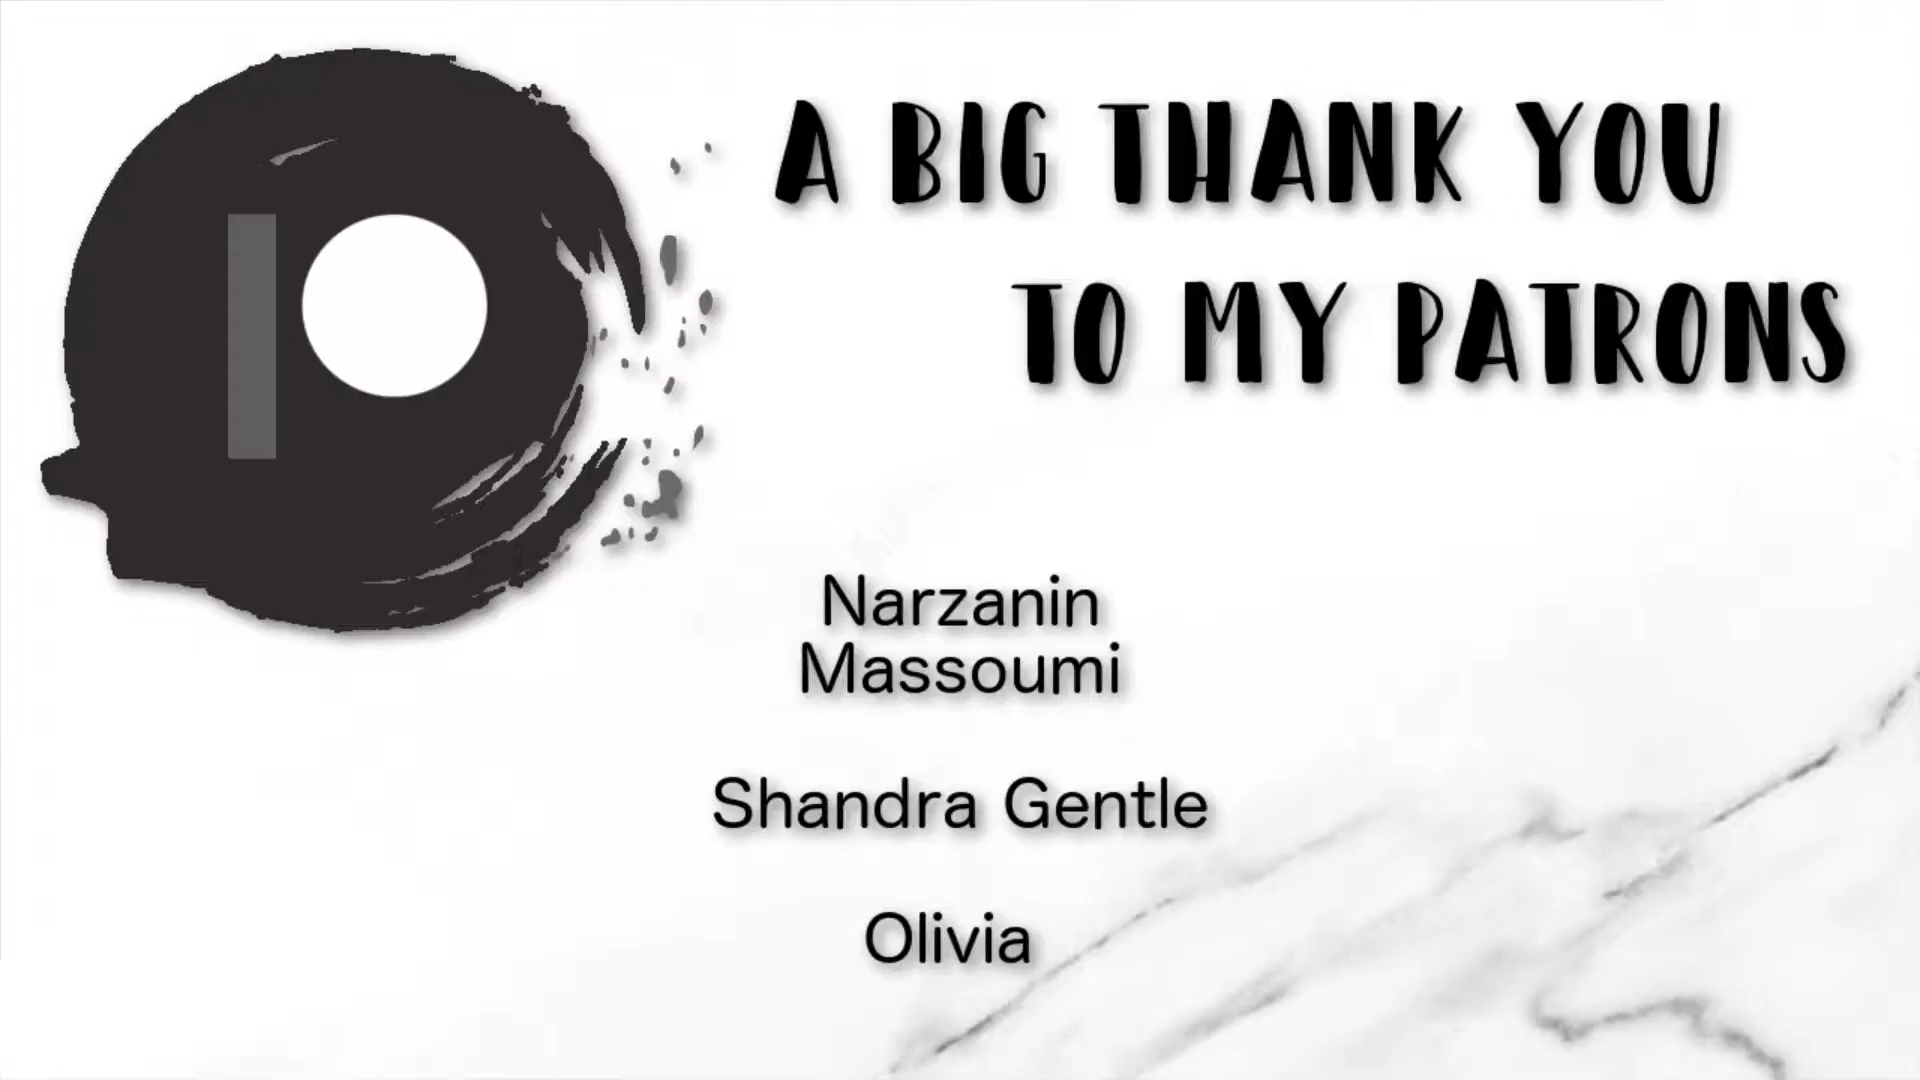 A BIG THANK YOU
TO MY PATRONS
Narzanin
Massoumi
Shandra Gentle
Olivia